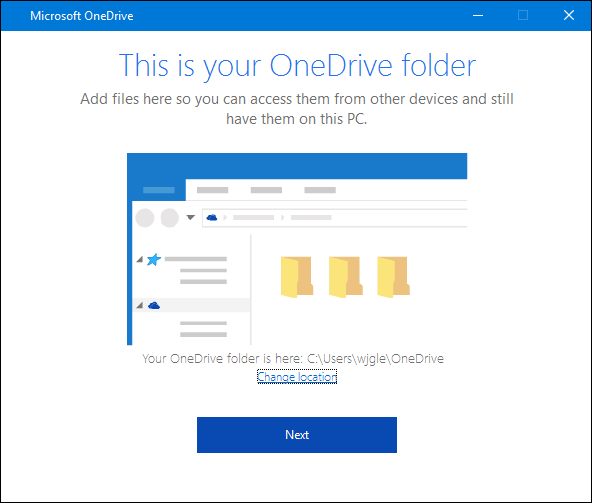 Microsoft OneDrive
This is your OneDrive folder
Add files here so you can access them from other devices and still
have them on this PC.
Your OneDrive folder is here: C:\Users\wjgle\OneDrive
Change location
Next